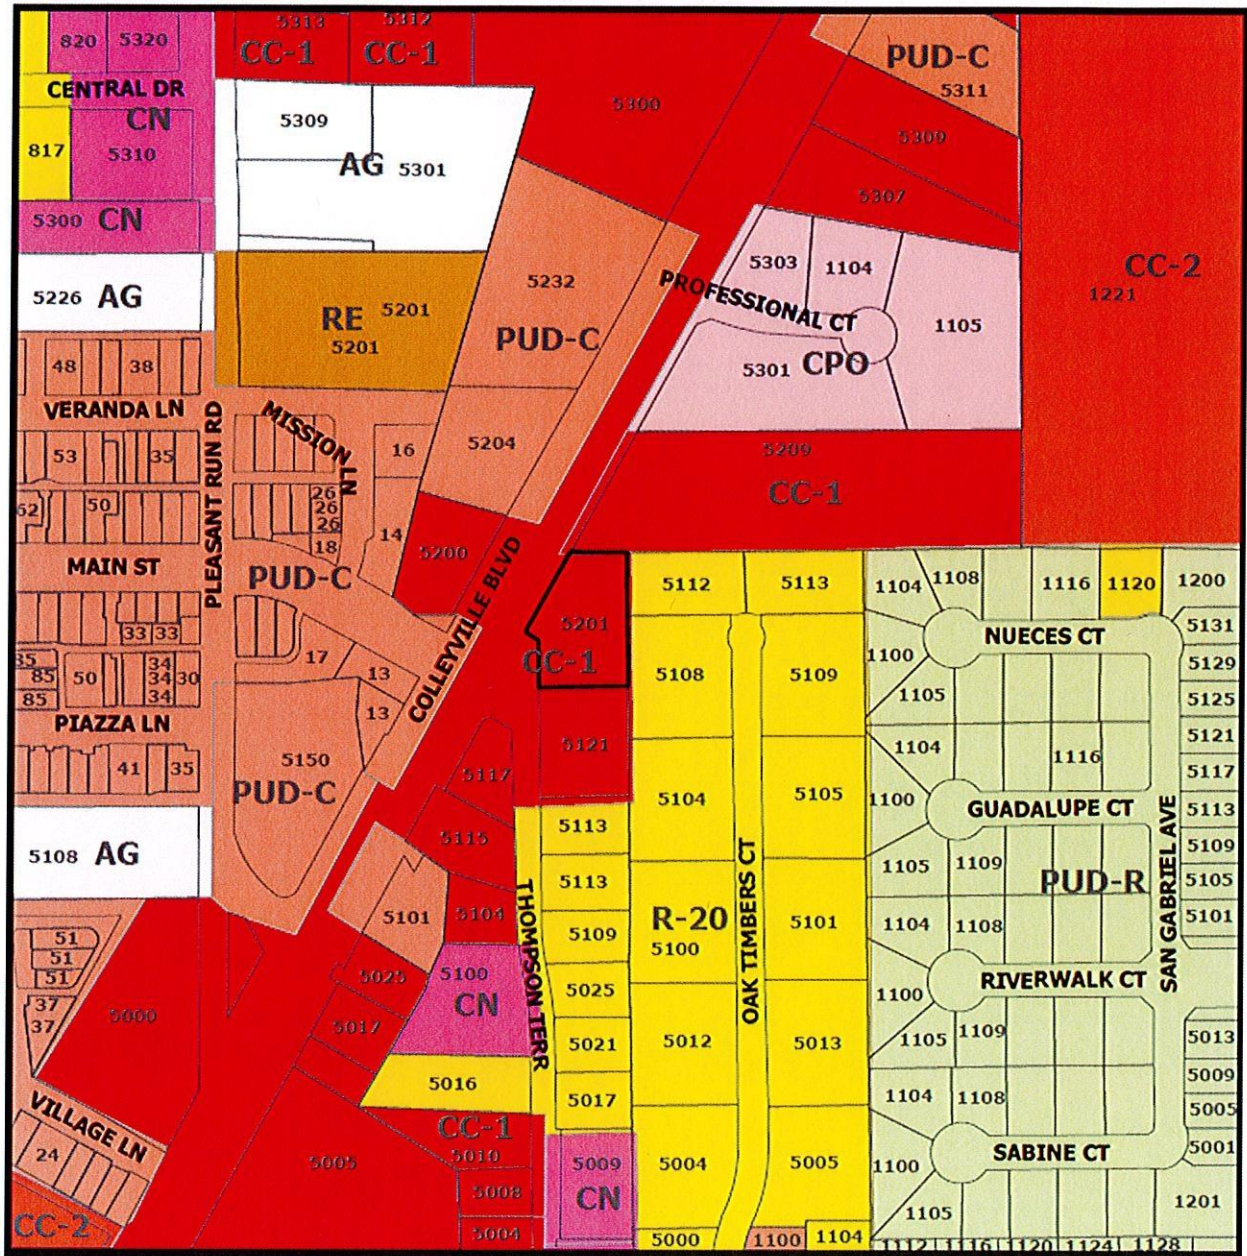 820 5320
5313 5312
CC-1 CC-1
5300
PUD-C
5311
CENTRAL DR
CN
817 5310
5309
AG 5301
5309
5307
5300 CN
5226 AG
RE 5201
5201
5232
PUD-C
5303 1104
PROFESSIONAL CT
1105
5301 CPO
CC-2
1221
48 38
VERANDA LN
PLEASANT RUN RD
MISSION LN
16
5204
53 35
5209
CC-1
62 50
26
26
26
18
14
5200
MAIN ST
PUD-C
COLLEYVILLE BLVD
5201
CC-1
5112 5113
1104 1108 1116 1120 1200
33 33
NUECES CT
5131
35
85
85
50
34
34
34
30
17
13
13
5108 5109
1100
1105
5129
5125
PIAZZA LN
5150
PUD-C
41 35
5121
5117
5104 5105
1104
1116
1100
GUADALUPE CT
SAN GABRIEL AVE
5121
5117
5113
5108 AG
5115
5113
5113
5109
THOMPSON TERR
OAK TIMBERS CT
1105 1109
PUD-R
5109
5105
5101
5101
5104
R-20
5100
5101
1104 1108
51
51
51
37
37
5000
5025
5017
5100
CN
5025
5021
5017
5012 5013
1100
RIVERWALK CT
1105 1109
5013
5009
5005
5001
5016
CC-1
5010
1104 1108
VILLAGE LN
24
5005
5008
5004
5009
CN
5004 5005
1100
SABINE CT
1105
1201
CC-2
5000 1100 1104
1112 1116 1120 1124 1128